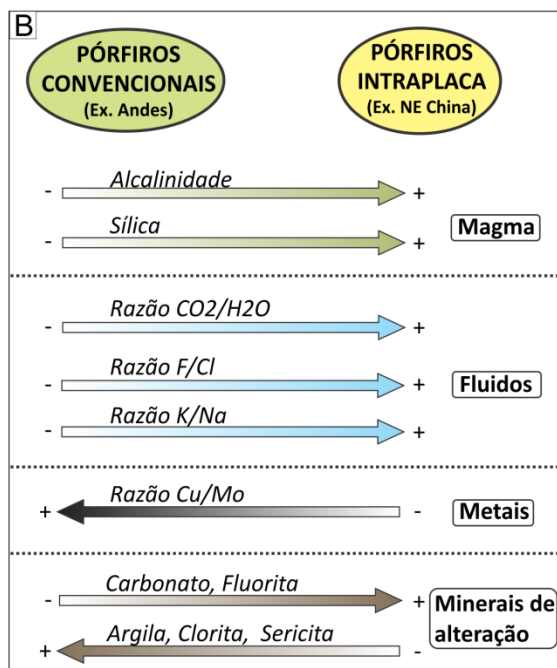 B
PÓRFIROS
CONVENCIONAIS
(Ex. Andes)
PÓRFIROS
INTRAPLACA
(Ex. NE China)
- Alcalinidade +
- Sílica +
Magma
- Razão CO2/H2O +
- Razão F/Cl +
- Razão K/Na +
Fluidos
+ Razão Cu/Mo -
Metais
- Carbonato, Fluorita +
+ Argila, Clorita, Sericita -
Minerais de
alteração